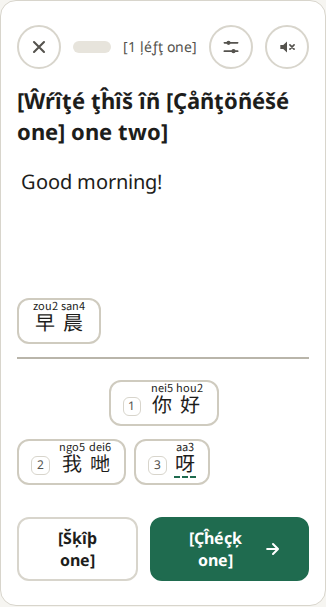 [1 ļéƒţ one]
[Ŵŕîţé ţĥîš îñ [Çåñţöñéšé one] one two]
Good morning!
zou2 san4
早 晨
nei5 hou2
1 你 好
ngo5 dei6
2 我 哋
aa3
3 呀
[Šķîþ one]
[Çĥéçķ one]